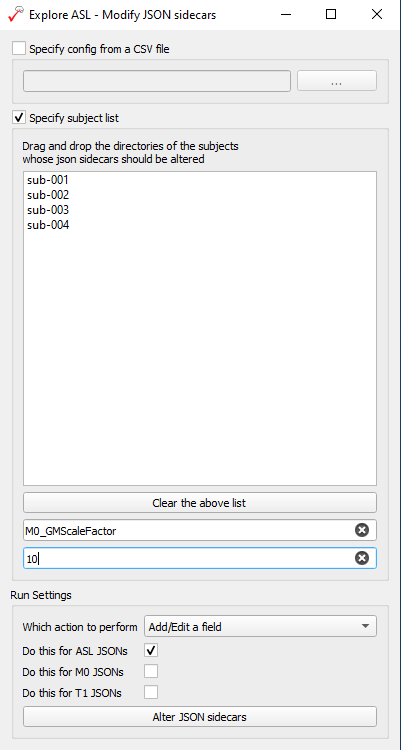 Explore ASL - Modify JSON sidecars
Specify config from a CSV file
...
Specify subject list
Drag and drop the directories of the subjects
whose json sidecars should be altered
sub-001
sub-002
sub-003
sub-004
Clear the above list
M0_GMScaleFactor
10
Run Settings
Which action to perform Add/Edit a field
Do this for ASL JSONs
Do this for M0 JSONs
Do this for T1 JSONs
Alter JSON sidecars